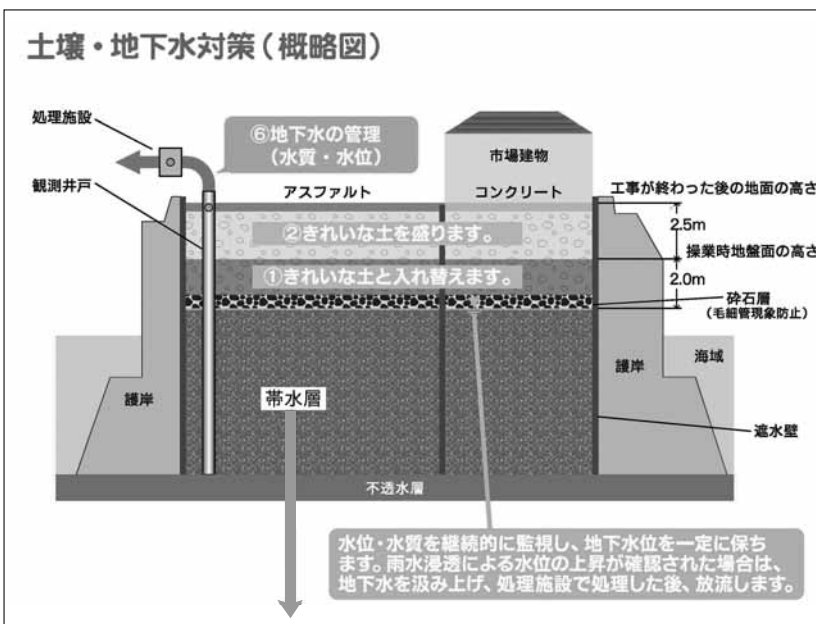 土壌・地下水対策（概略図）
処理施設
⑥地下水の管理
（水質・水位）
市場建物
観測井戸
アスファルト
コンクリート
工事が終わった後の地面の高さ
2.5m
②きれいな土を盛ります。
操業時地盤面の高さ
①きれいな土と入れ替えます。
2.0m
砕石層
（毛細管現象防止）
海域
護岸
護岸
帯水層
遮水壁
不透水層
水位・水質を継続的に監視し、地下水位を一定に保ち
ます。雨水浸透による水位の上昇が確認された場合は、
地下水を汲み上げ、処理施設で処理した後、放流します。